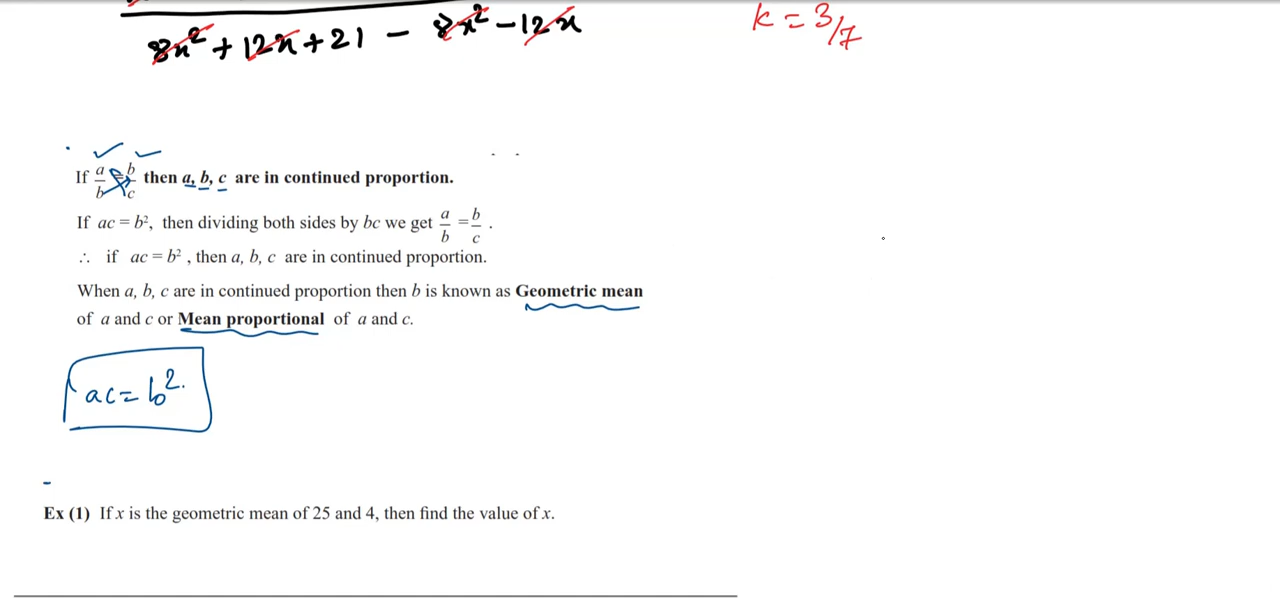 8x² + 12x + 21 - 8x² - 12x
k = 3/7
If a/b = b/c then a, b, c are in continued proportion.
If ac = b², then dividing both sides by bc we get a/b = b/c .
∴ if ac = b² , then a, b, c are in continued proportion.
When a, b, c are in continued proportion then b is known as Geometric mean
of a and c or Mean proportional of a and c.
ac = b².
Ex (1) If x is the geometric mean of 25 and 4, then find the value of x.